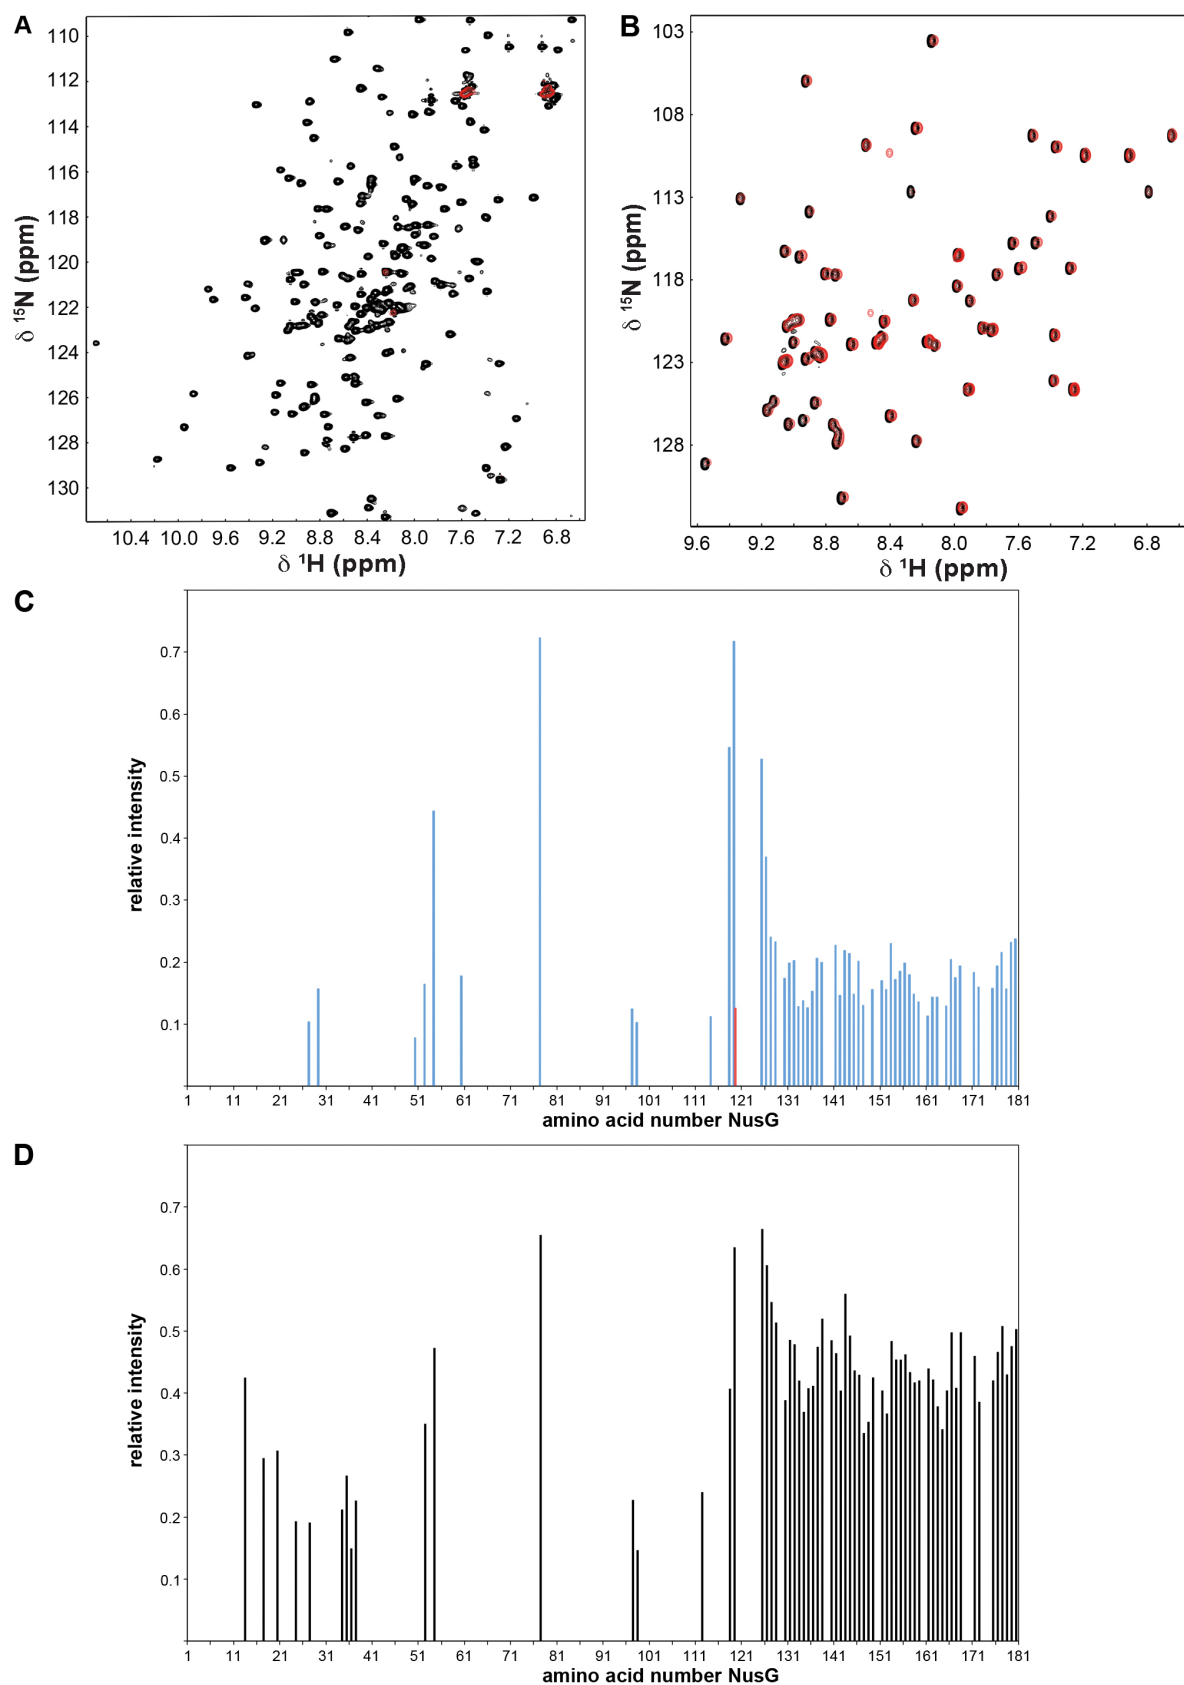 A
110
112
114
116
118
120
122
124
126
128
130
δ ¹⁵N (ppm)
10.4 10.0 9.6 9.2 8.8 8.4 8.0 7.6 7.2 6.8
δ ¹H (ppm)
B
103
108
113
118
123
128
δ ¹⁵N (ppm)
9.6 9.2 8.8 8.4 8.0 7.6 7.2 6.8
δ ¹H (ppm)
C
0.7
0.6
0.5
0.4
0.3
0.2
0.1
relative intensity
1 11 21 31 41 51 61 71 81 91 103 111 121 131 141 151 161 171 181
amino acid number NusG
D
0.7
0.6
0.5
0.4
0.3
0.2
0.1
relative intensity
1 11 21 31 41 51 61 71 81 91 103 111 121 131 141 151 161 171 181
amino acid number NusG